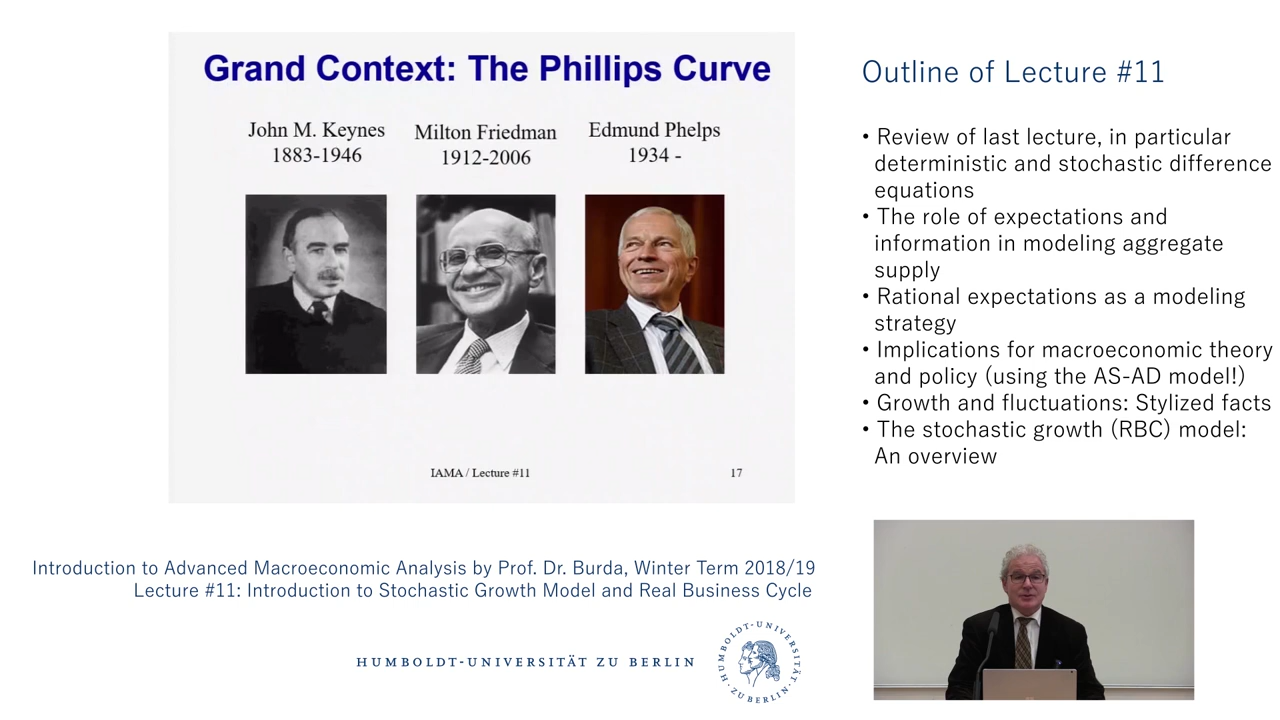 Grand Context: The Phillips Curve
John M. Keynes
1883-1946
Milton Friedman
1912-2006
Edmund Phelps
1934 -
IAMA / Lecture #11
17
Outline of Lecture #11
• Review of last lecture, in particular
deterministic and stochastic difference
equations
• The role of expectations and
information in modeling aggregate
supply
• Rational expectations as a modeling
strategy
• Implications for macroeconomic theory
and policy (using the AS-AD model!)
• Growth and fluctuations: Stylized facts
• The stochastic growth (RBC) model:
An overview
Introduction to Advanced Macroeconomic Analysis by Prof. Dr. Burda, Winter Term 2018/19
Lecture #11: Introduction to Stochastic Growth Model and Real Business Cycle
HUMBOLDT-UNIVERSITÄT ZU BERLIN
HUMBOLDT-UNIVERSITÄT
ZU BERLIN